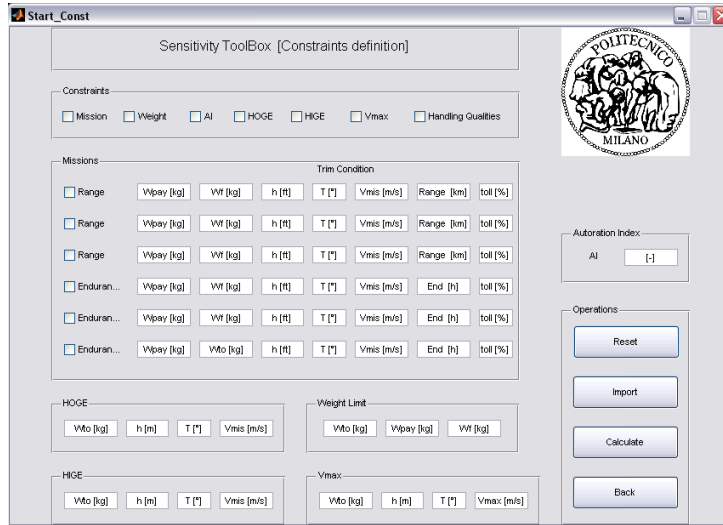 Start_Const
Sensitivity ToolBox [Constraints definition]
POLITECNICO
MILANO
Constraints
Mission Weight AI HOGE HIGE Vmax Handling Qualities
Missions
Trim Condition
Range Wpay [kg] Wf [kg] h [ft] T [°] Vmis [m/s] Range [km] toll [%]
Range Wpay [kg] Wf [kg] h [ft] T [°] Vmis [m/s] Range [km] toll [%]
Range Wpay [kg] Wf [kg] h [ft] T [°] Vmis [m/s] Range [km] toll [%]
Enduran... Wpay [kg] Wf [kg] h [ft] T [°] Vmis [m/s] End [h] toll [%]
Enduran... Wpay [kg] Wf [kg] h [ft] T [°] Vmis [m/s] End [h] toll [%]
Enduran... Wpay [kg] Wto [kg] h [ft] T [°] Vmis [m/s] End [h] toll [%]
Autoration Index
AI [-]
Operations
Reset
Import
Calculate
Back
HOGE
Wto [kg] h [m] T [°] Vmis [m/s]
Weight Limit
Wto [kg] Wpay [kg] Wf [kg]
HIGE
Wto [kg] h [m] T [°] Vmis [m/s]
Vmax
Wto [kg] h [m] T [°] Vmax [m/s]